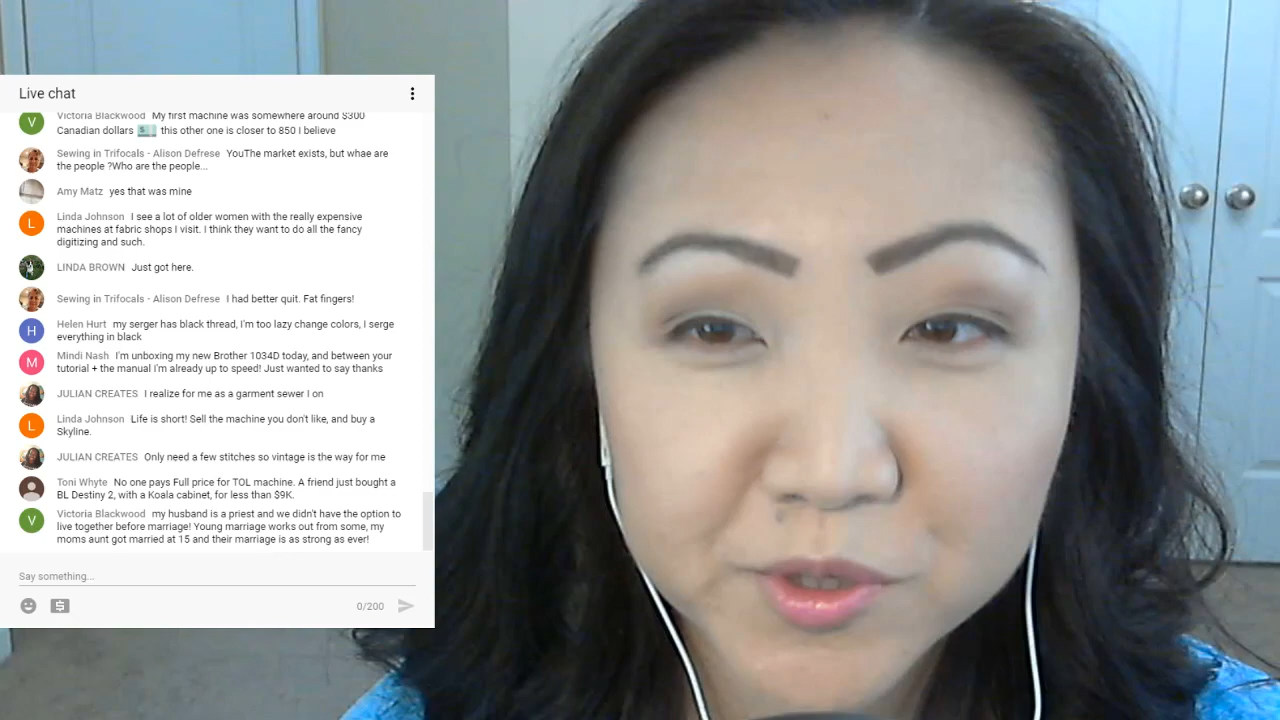 Live chat
Victoria Blackwood My first machine was somewhere around $300
Canadian dollars 💵 this other one is closer to 850 I believe
Sewing in Trifocals - Alison Defrese YouThe market exists, but whae are
the people ?Who are the people...
Amy Matz yes that was mine
Linda Johnson I see a lot of older women with the really expensive
machines at fabric shops I visit. I think they want to do all the fancy
digitizing and such.
LINDA BROWN Just got here.
Sewing in Trifocals - Alison Defrese I had better quit. Fat fingers!
Helen Hurt my serger has black thread, I'm too lazy change colors, I serge
everything in black
Mindi Nash I'm unboxing my new Brother 1034D today, and between your
tutorial + the manual I'm already up to speed! Just wanted to say thanks
JULIAN CREATES I realize for me as a garment sewer I on
Linda Johnson Life is short! Sell the machine you don't like, and buy a
Skyline.
JULIAN CREATES Only need a few stitches so vintage is the way for me
Toni Whyte No one pays Full price for TOL machine. A friend just bought a
BL Destiny 2, with a Koala cabinet, for less than $9K.
Victoria Blackwood my husband is a priest and we didn't have the option to
live together before marriage! Young marriage works out from some, my
moms aunt got married at 15 and their marriage is as strong as ever!
Say something...
0/200
V
L
H
M
L
V